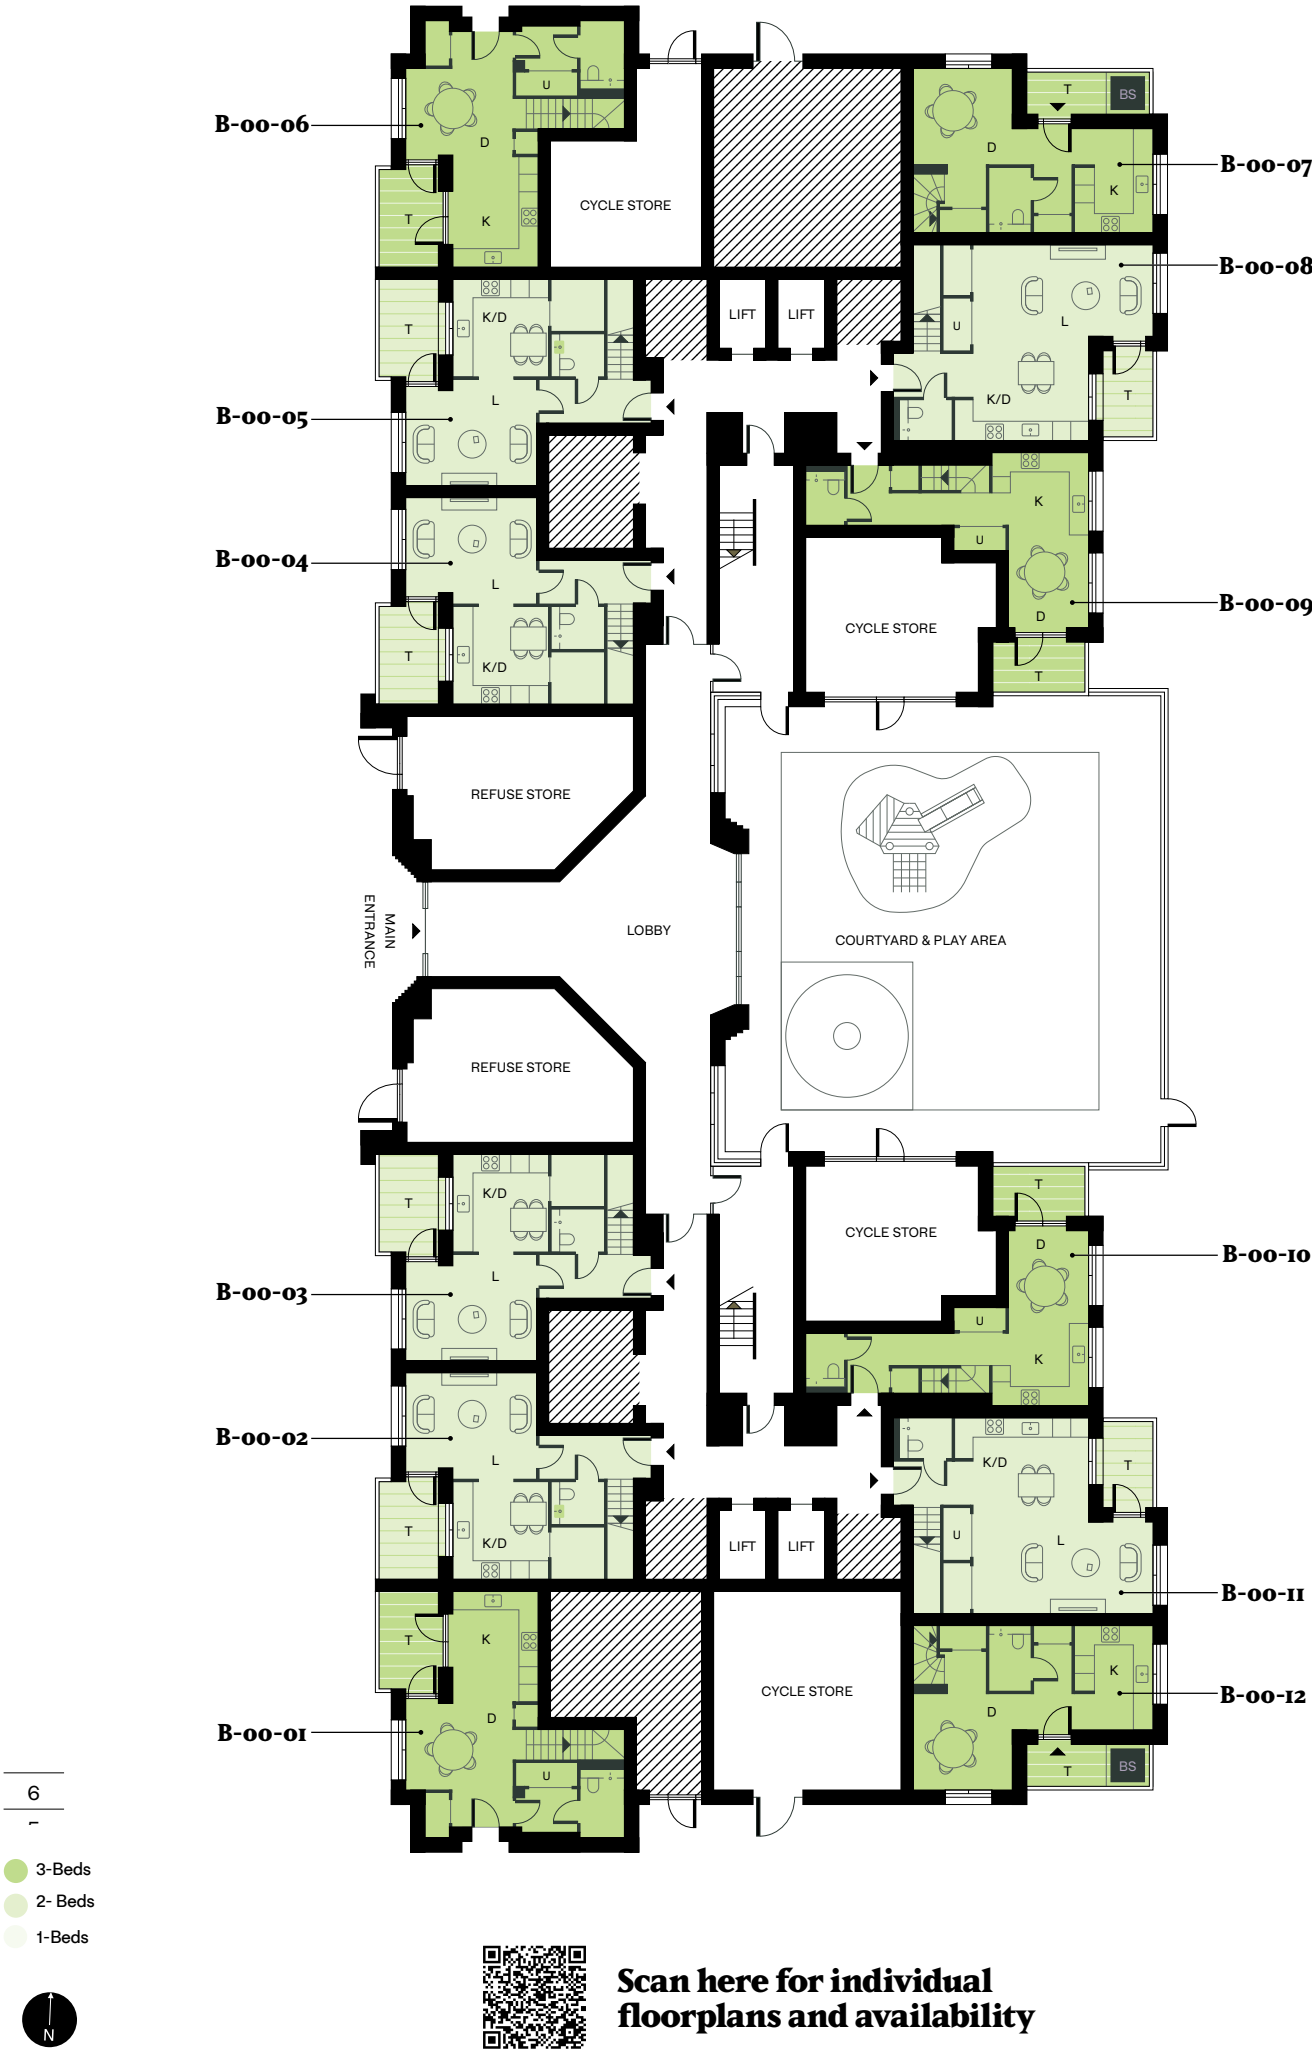 U
B-00-06
D
T
K
CYCLE STORE
T
BS
D
K
B-00-07
B-00-08
T
K/D
L
B-00-05
LIFT
LIFT
U
L
K/D
T
B-00-04
L
T
K/D
K
U
D
B-00-09
CYCLE STORE
T
REFUSE STORE
MAIN
ENTRANCE
LOBBY
COURTYARD & PLAY AREA
REFUSE STORE
T
K/D
L
B-00-03
T
CYCLE STORE
D
B-00-10
U
K
B-00-02
L
T
K/D
LIFT
LIFT
K/D
T
U
L
B-00-11
T
K
D
B-00-01
U
CYCLE STORE
K
B-00-12
D
T
BS
6
3-Beds
2- Beds
1-Beds
N
Scan here for individual
floorplans and availability